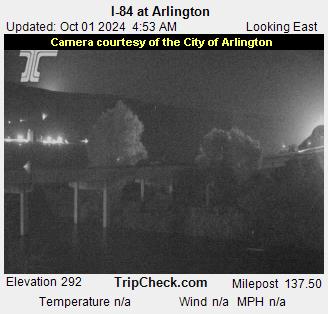 I-84 at Arlington
Updated: Oct 01 2024 4:53 AM Looking East
Camera courtesy of the City of Arlington
Elevation 292 TripCheck.com Milepost 137.50
Temperature n/a Wind n/a MPH n/a